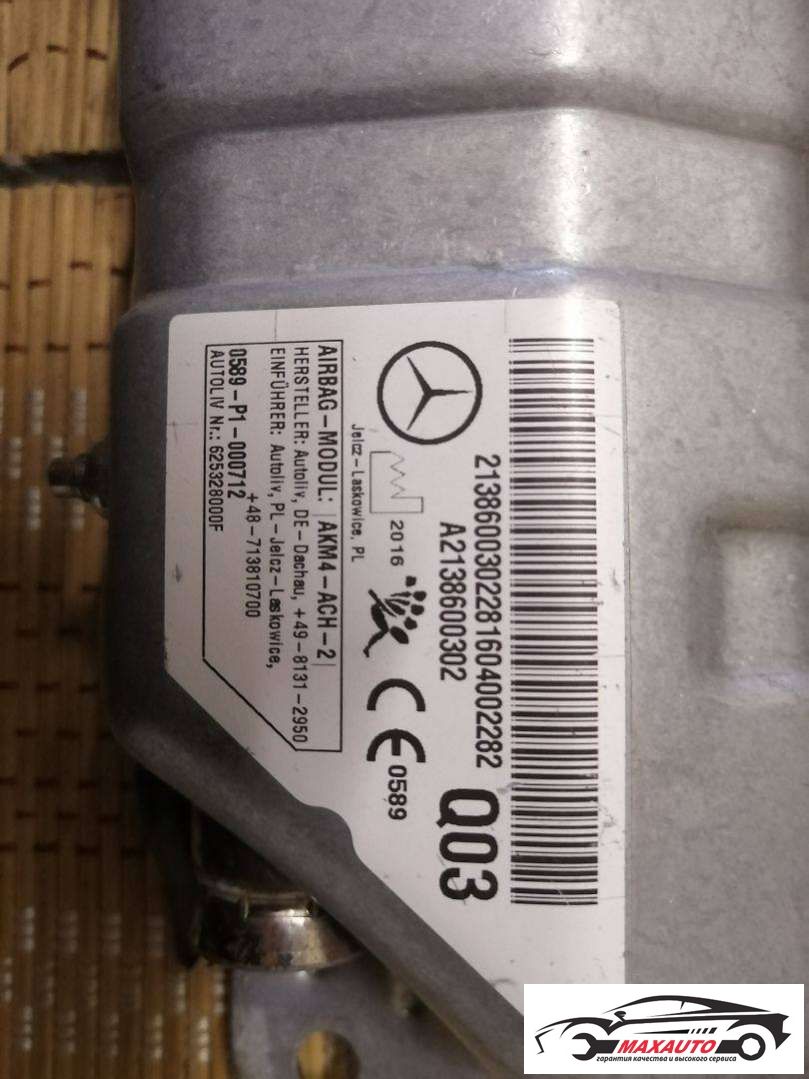 2138600302281604002282
A2138600302
Q03
2016
Jelcz-Laskowice, PL
CE 0589
AIRBAG-MODUL: AKM4-ACH-2
HERSTELLER: Autoliv, DE-Dachau, +49-8131-2950
EINFÜHRER: Autoliv, PL-Jelcz-Laskowice,
+48-713810700
0589-P1-000712
AUTOLIV Nr.: 625328000F
MAXAUTO
гарантия качества и высокого сервиса